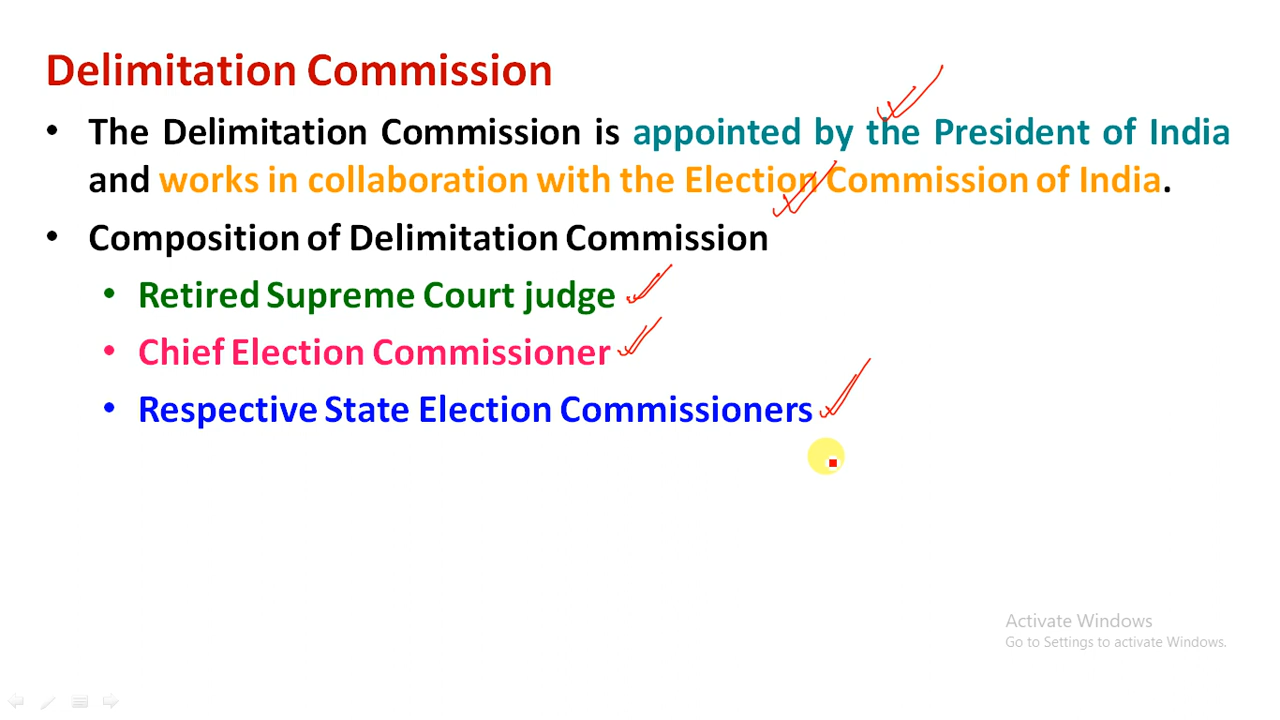 Delimitation Commission
• The Delimitation Commission is appointed by the President of India
and works in collaboration with the Election Commission of India.
• Composition of Delimitation Commission
• Retired Supreme Court judge
• Chief Election Commissioner
• Respective State Election Commissioners
Activate Windows
Go to Settings to activate Windows.